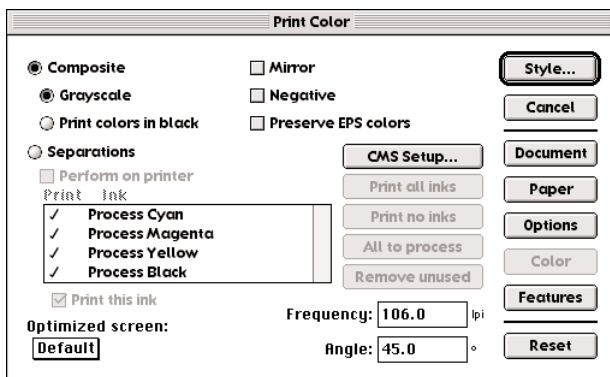 Print Color
Composite
Grayscale
Print colors in black
Separations
Perform on printer
Print Ink
Process Cyan
Process Magenta
Process Yellow
Process Black
Print this ink
Optimized screen:
Default
Mirror
Negative
Preserve EPS colors
CMS Setup...
Print all inks
Print no inks
All to process
Remove unused
Frequency: 106.0 lpi
Angle: 45.0 °
Style...
Cancel
Document
Paper
Options
Color
Features
Reset